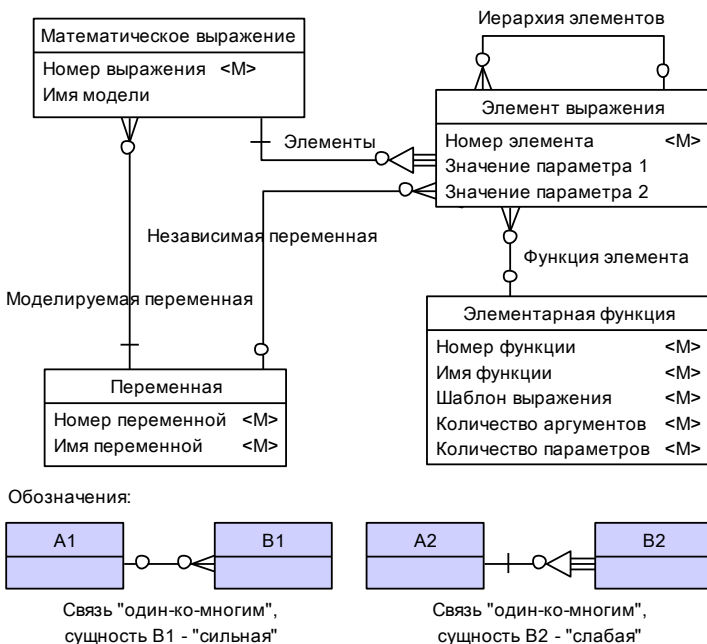 Иерархия элементов
Математическое выражение
Номер выражения <M>
Имя модели
Элемент выражения
Номер элемента <M>
Значение параметра 1
Значение параметра 2
Элементы
Независимая переменная
Функция элемента
Моделируемая переменная
Элементарная функция
Номер функции <M>
Имя функции <M>
Шаблон выражения <M>
Количество аргументов <M>
Количество параметров <M>
Переменная
Номер переменной <M>
Имя переменной <M>
Обозначения:
A1
B1
A2
B2
Связь "один-ко-многим",
сущность B1 - "сильная"
Связь "один-ко-многим",
сущность B2 - "слабая"